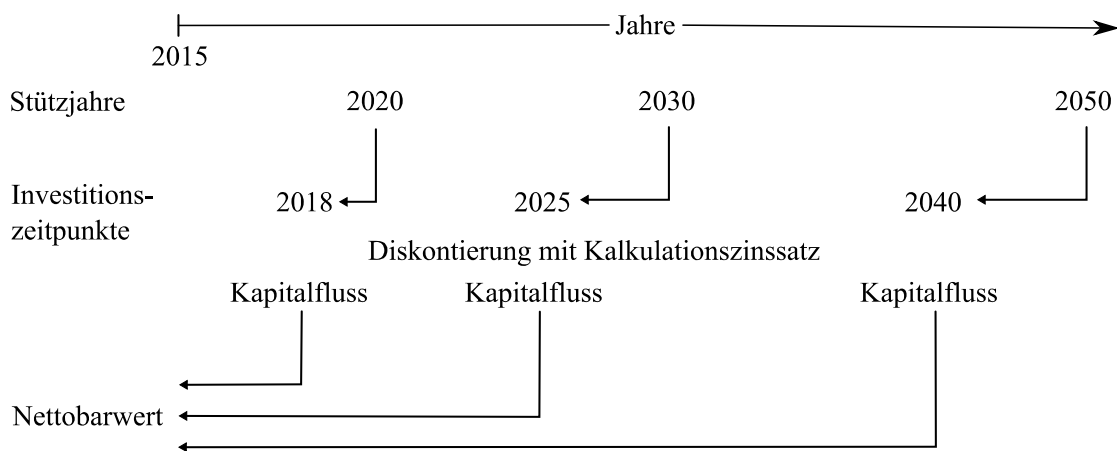 Jahre
2015
Stützjahre 2020 2030 2050
Investitions-
zeitpunkte 2018 2025 2040
Diskontierung mit Kalkulationszinssatz
Kapitalfluss Kapitalfluss Kapitalfluss
Nettobarwert